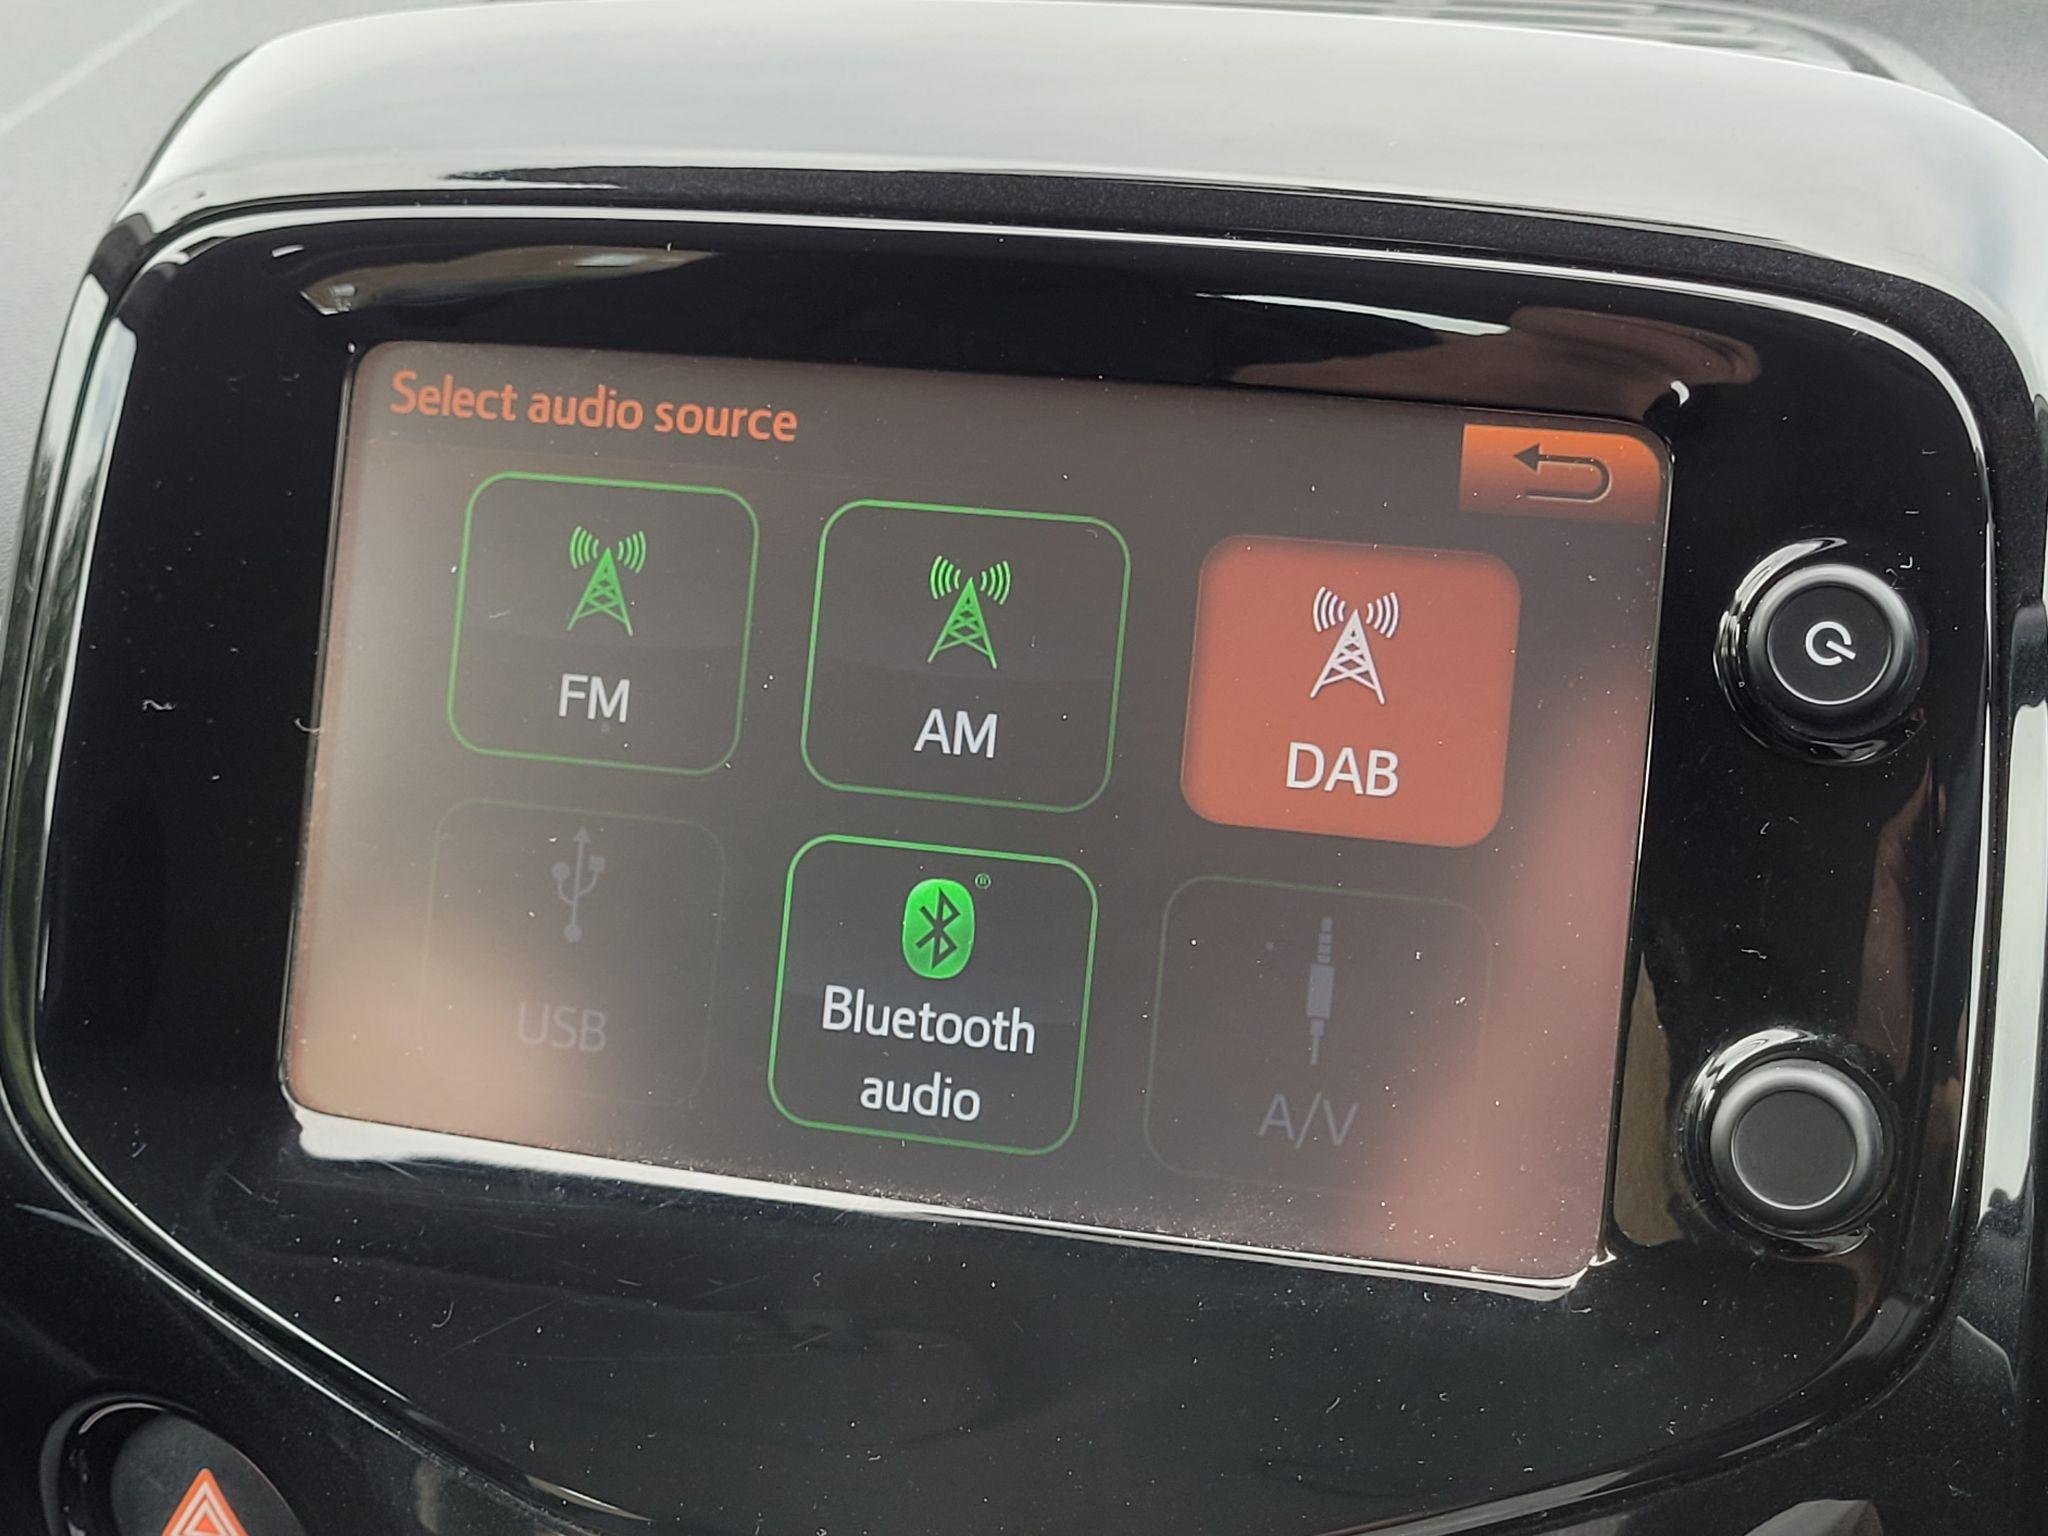 Select audio source
FM
AM
DAB
USB
Bluetooth
audio
A/V